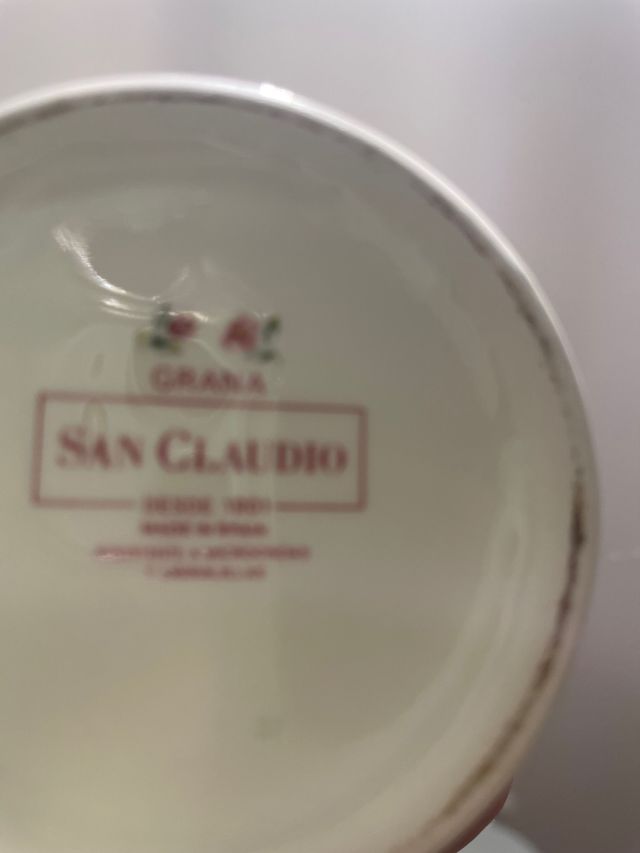 GRANA
SAN CLAUDIO
DESDE 1901
MADE IN SPAIN